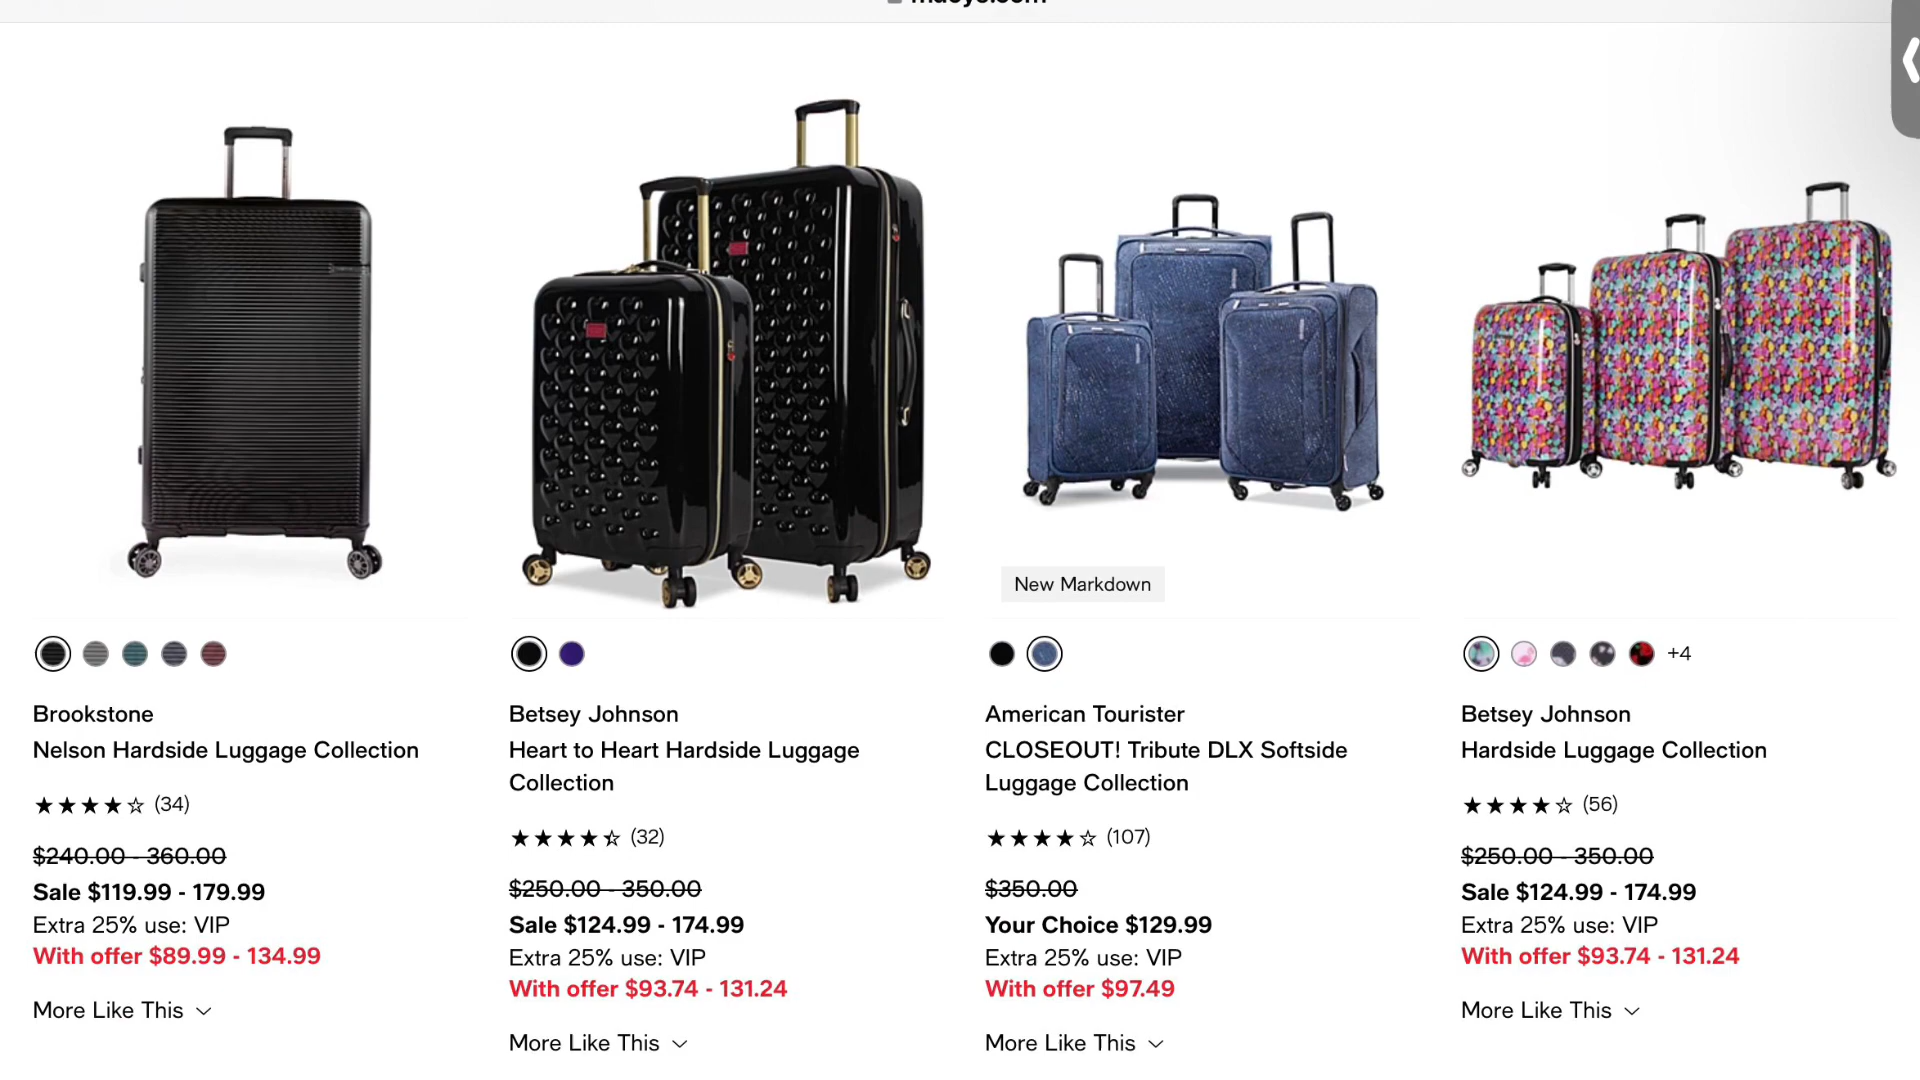 New Markdown
+4
Brookstone
Nelson Hardside Luggage Collection
(34)
$240.00 - 360.00
Sale $119.99 - 179.99
Extra 25% use: VIP
With offer $89.99 - 134.99
More Like This
Betsey Johnson
Heart to Heart Hardside Luggage
Collection
(32)
$250.00 - 350.00
Sale $124.99 - 174.99
Extra 25% use: VIP
With offer $93.74 - 131.24
More Like This
American Tourister
CLOSEOUT! Tribute DLX Softside
Luggage Collection
(107)
$350.00
Your Choice $129.99
Extra 25% use: VIP
With offer $97.49
More Like This
Betsey Johnson
Hardside Luggage Collection
(56)
$250.00 - 350.00
Sale $124.99 - 174.99
Extra 25% use: VIP
With offer $93.74 - 131.24
More Like This